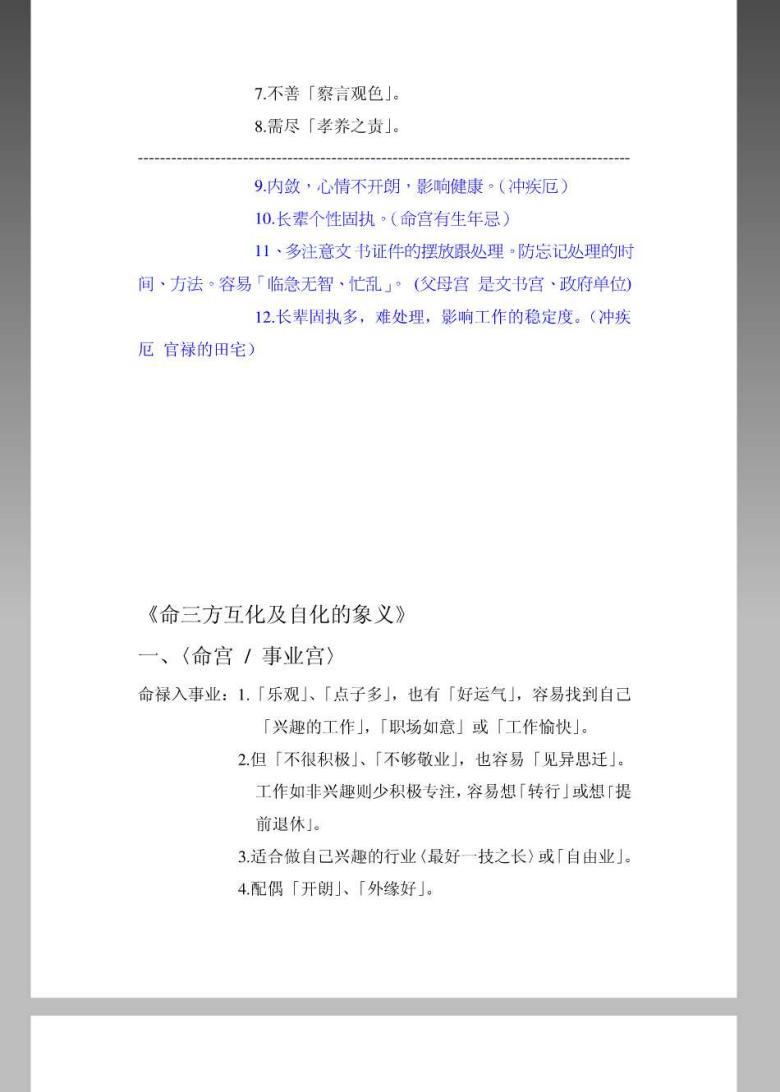 7.不善「察言观色」。
8.需尽「孝养之责」。
-----------------------------------------------------------------------------------------
9.内敛，心情不开朗，影响健康。（冲疾厄）
10.长辈个性固执。（命宫有生年忌）
11、多注意文 书证件的摆放跟处理。防忘记处理的时
间、方法。容易「临急无智、忙乱」。 (父母宫 是文书宫、政府单位)
12.长辈固执多，难处理，影响工作的稳定度。（冲疾
厄 官禄的田宅）
《命三方互化及自化的象义》
一、〈命宫 / 事业宫〉
命禄入事业：1.「乐观」、「点子多」，也有「好运气」，容易找到自己
「兴趣的工作」，「职场如意」或「工作愉快」。
2.但「不很积极」、「不够敬业」，也容易「见异思迁」。
工作如非兴趣则少积极专注，容易想「转行」或想「提
前退休」。
3.适合做自己兴趣的行业〈最好一技之长〉或「自由业」。
4.配偶「开朗」、「外缘好」。